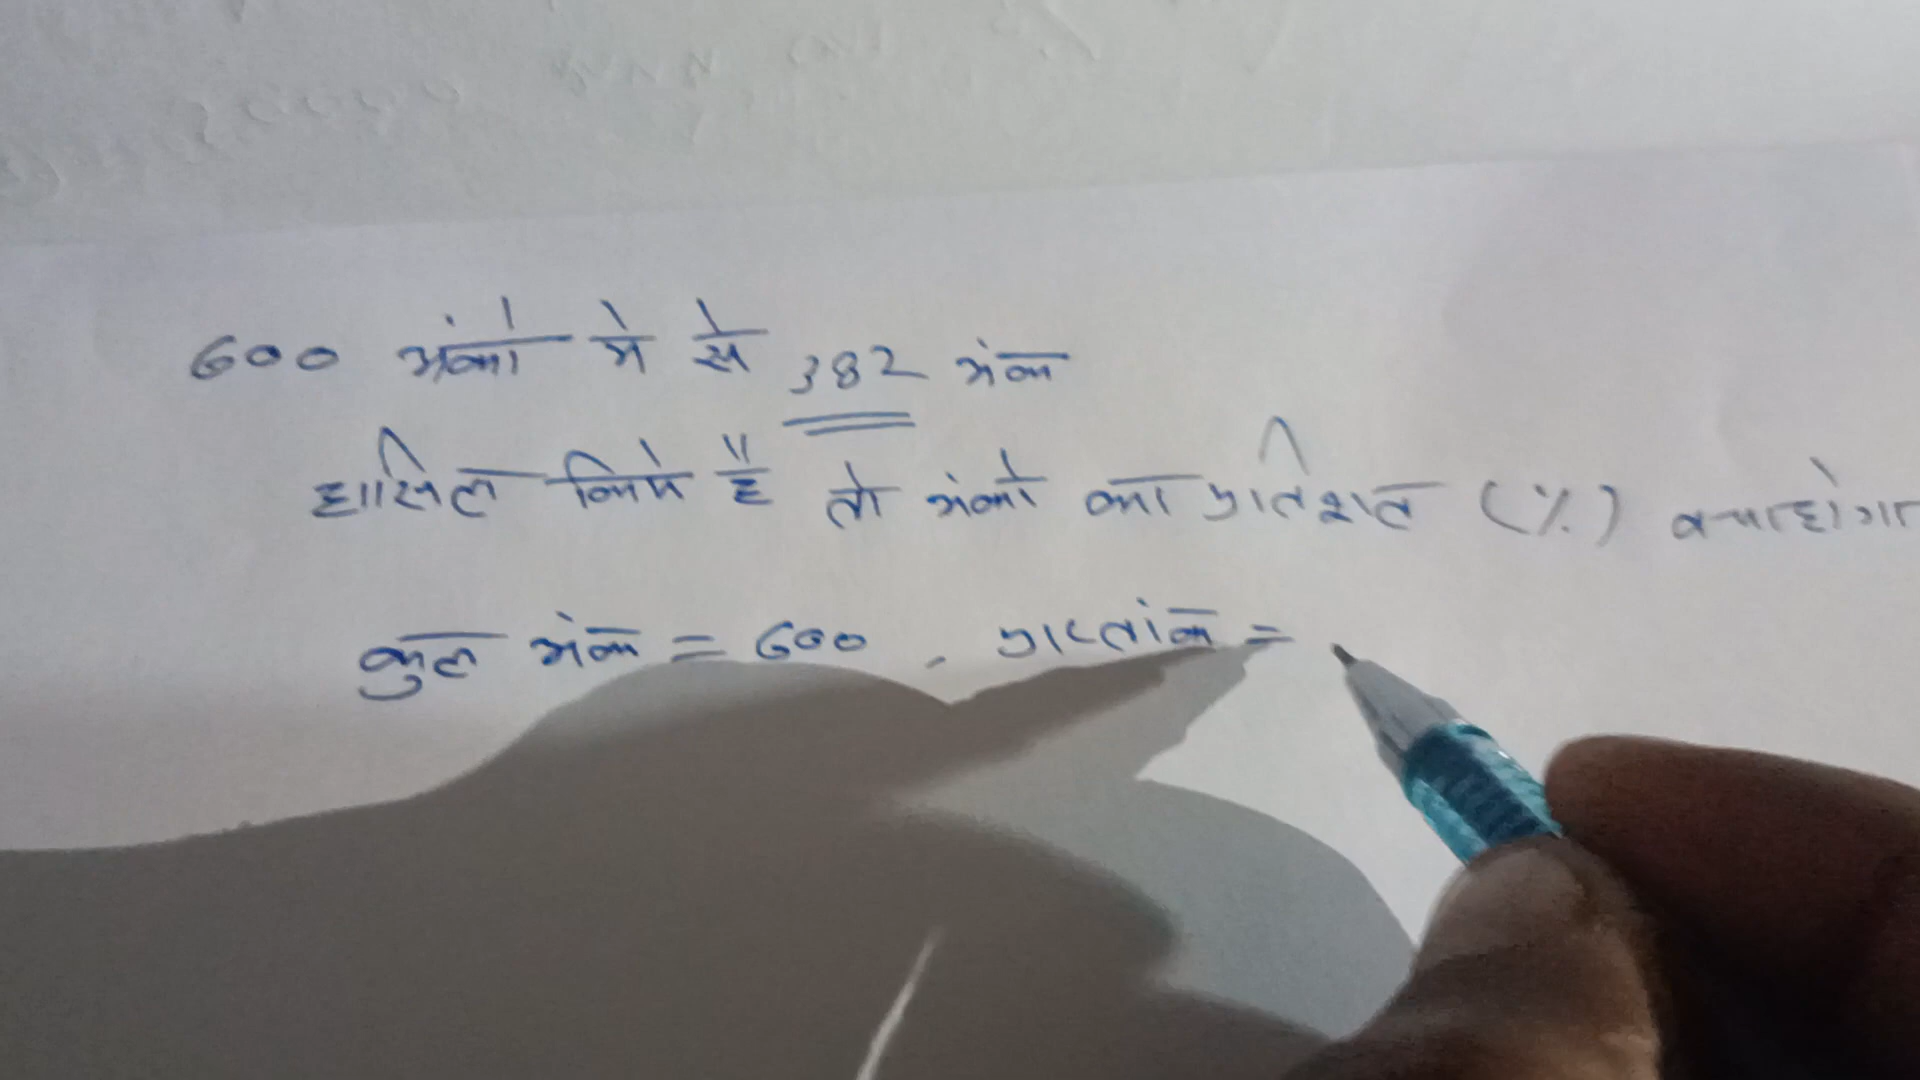 600 अंको मे से 382 अंक
हासिल किये है तो अंको का प्रतिशत (%) क्या होगा
कुल अंक = 600 , प्राप्तांक =